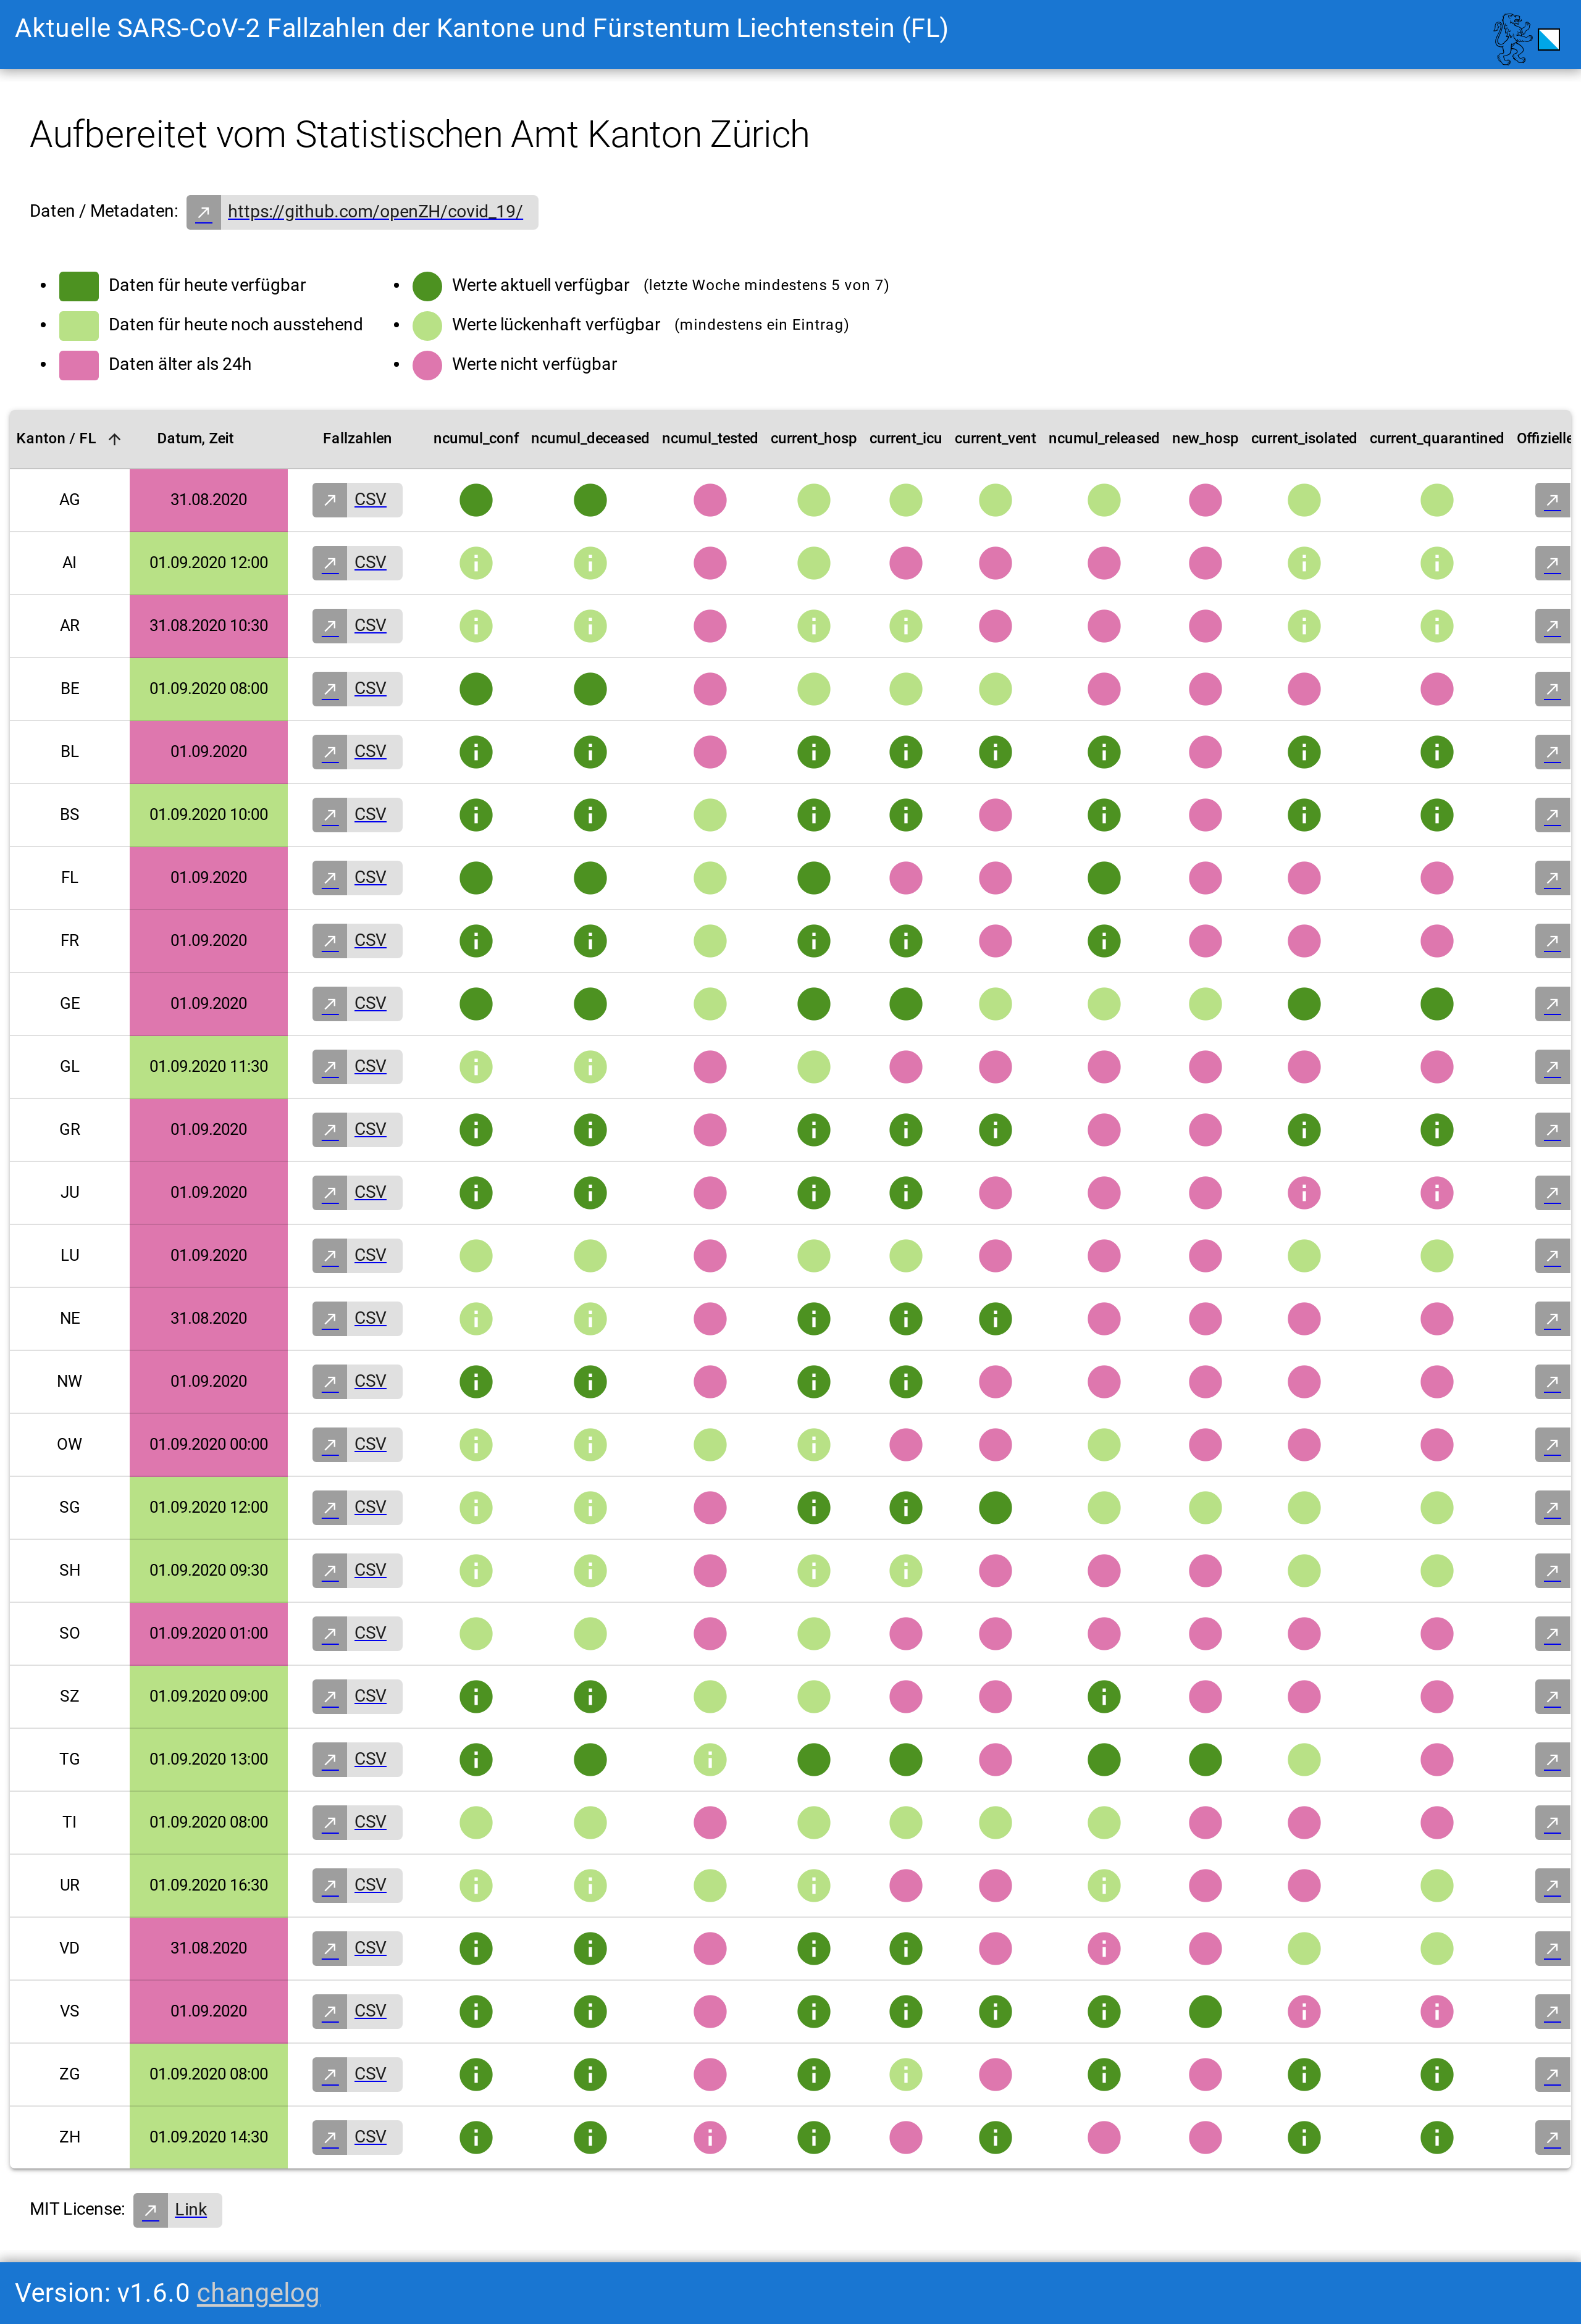 Aktuelle SARS-CoV-2 Fallzahlen der Kantone und Fürstentum Liechtenstein (FL)
Aufbereitet vom Statistischen Amt Kanton Zürich
Daten / Metadaten: https://github.com/openZH/covid_19/
Daten für heute verfügbar
Daten für heute noch ausstehend
Daten älter als 24h
Werte aktuell verfügbar (letzte Woche mindestens 5 von 7)
Werte lückenhaft verfügbar (mindestens ein Eintrag)
Werte nicht verfügbar
Kanton / FL Datum, Zeit Fallzahlen ncumul_conf ncumul_deceased ncumul_tested current_hosp current_icu current_vent ncumul_released new_hosp current_isolated current_quarantined Offizielle
AG 31.08.2020 CSV
AI 01.09.2020 12:00 CSV
AR 31.08.2020 10:30 CSV
BE 01.09.2020 08:00 CSV
BL 01.09.2020 CSV
BS 01.09.2020 10:00 CSV
FL 01.09.2020 CSV
FR 01.09.2020 CSV
GE 01.09.2020 CSV
GL 01.09.2020 11:30 CSV
GR 01.09.2020 CSV
JU 01.09.2020 CSV
LU 01.09.2020 CSV
NE 31.08.2020 CSV
NW 01.09.2020 CSV
OW 01.09.2020 00:00 CSV
SG 01.09.2020 12:00 CSV
SH 01.09.2020 09:30 CSV
SO 01.09.2020 01:00 CSV
SZ 01.09.2020 09:00 CSV
TG 01.09.2020 13:00 CSV
TI 01.09.2020 08:00 CSV
UR 01.09.2020 16:30 CSV
VD 31.08.2020 CSV
VS 01.09.2020 CSV
ZG 01.09.2020 08:00 CSV
ZH 01.09.2020 14:30 CSV
MIT License: Link
Version: v1.6.0 changelog